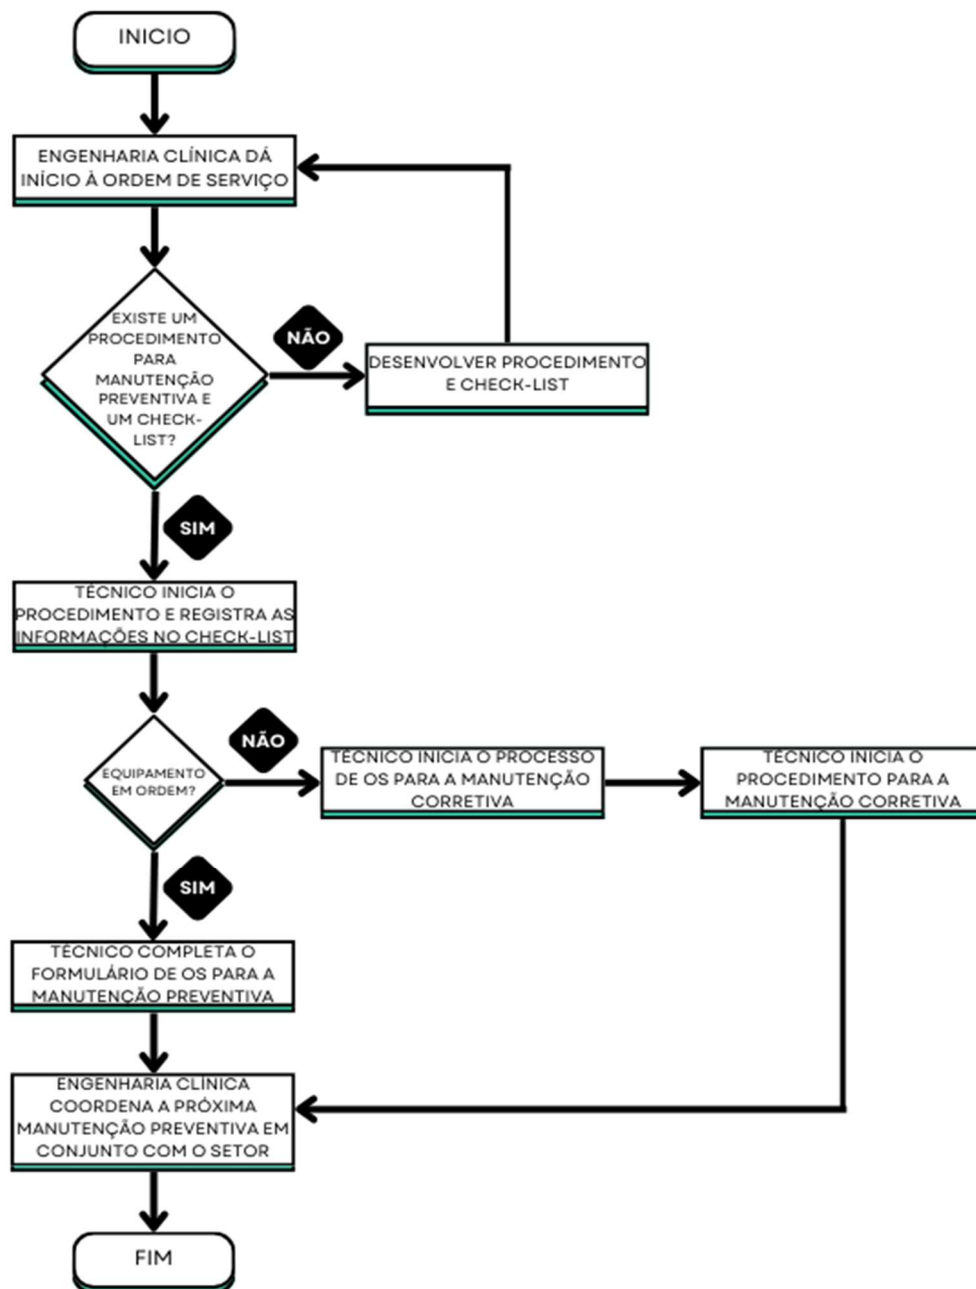 INICIO
ENGENHARIA CLÍNICA DÁ
INÍCIO À ORDEM DE SERVIÇO
EXISTE UM
PROCEDIMENTO
PARA
MANUTENÇÃO
PREVENTIVA E
UM CHECK-
LIST?
NÃO
DESENVOLVER PROCEDIMENTO
E CHECK-LIST
SIM
TÉCNICO INICIA O
PROCEDIMENTO E REGISTRA AS
INFORMAÇÕES NO CHECK-LIST
EQUIPAMENTO
EM ORDEM?
NÃO
TÉCNICO INICIA O PROCESSO
DE OS PARA A MANUTENÇÃO
CORRETIVA
TÉCNICO INICIA O
PROCEDIMENTO PARA A
MANUTENÇÃO CORRETIVA
SIM
TÉCNICO COMPLETA O
FORMULÁRIO DE OS PARA A
MANUTENÇÃO PREVENTIVA
ENGENHARIA CLÍNICA
COORDENA A PRÓXIMA
MANUTENÇÃO PREVENTIVA EM
CONJUNTO COM O SETOR
FIM